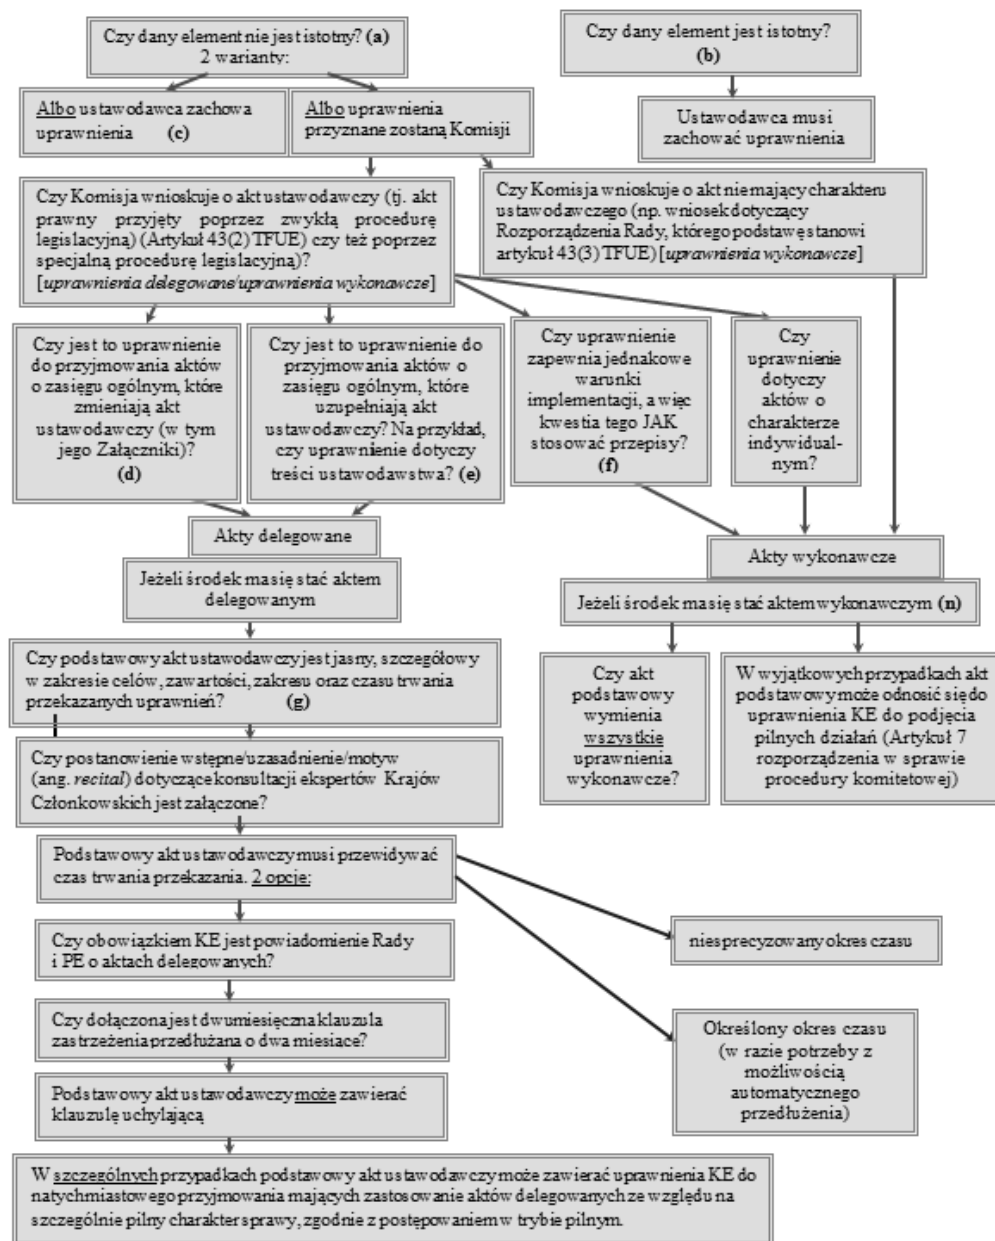 Czy dany element nie jest istotny? (a)
2 warianty:
Czy dany element jest istotny?
(b)
Albo ustawodawca zachowa
uprawnienia (c)
Albo uprawnienia
przyznane zostaną Komisji
Ustawodawca musi
zachować uprawnienia
Czy Komisja wnioskuje o akt ustawodawczy (tj. akt
prawny przyjęty poprzez zwykłą procedurę
legislacyjną) (Artykuł 43(2) TFUE) czy też poprzez
specjalną procedurę legislacyjną)?
[uprawnienia delegowane/uprawnienia wykonawcze]
Czy Komisja wnioskuje o akt nie mający charakteru
ustawodawczego (np. wniosek dotyczący
Rozporządzenia Rady, którego podstawę stanowi
artykuł 43(3) TFUE) [uprawnienia wykonawcze]
Czy jest to uprawnienie
do przyjmowania aktów
o zasięgu ogólnym, które
zmieniają akt
ustawodawczy (w tym
jego Załączniki)?
(d)
Czy jest to uprawnienie do
przyjmowania aktów o
zasięgu ogólnym, które
uzupełniają akt
ustawodawczy? Na przykład,
czy uprawnienie dotyczy
treści ustawodawstwa? (e)
Czy uprawnienie
zapewnia jednakowe
warunki
implementacji, a więc
kwestia tego JAK
stosować przepisy?
(f)
Czy
uprawnienie
dotyczy
aktów o
charakterze
indywidual-
nym?
Akty delegowane
Akty wykonawcze
Jeżeli środek ma się stać aktem
delegowanym
Jeżeli środek ma się stać aktem wykonawczym (n)
Czy podstawowy akt ustawodawczy jest jasny, szczegółowy
w zakresie celów, zawartości, zakresu oraz czasu trwania
przekazanych uprawnień? (g)
Czy akt
podstawowy
wymienia
wszystkie
uprawnienia
wykonawcze?
W wyjątkowych przypadkach akt
podstawowy może odnosić się do
uprawnienia KE do podjęcia
pilnych działań (Artykuł 7
rozporządzenia w sprawie
procedury komitetowej)
Czy postanowienie wstępne/uzasadnienie/motyw
(ang. recital) dotyczące konsultacji ekspertów Krajów
Członkowskich jest załączone?
Podstawowy akt ustawodawczy musi przewidywać
czas trwania przekazania. 2 opcje:
niesprecyzowany okres czasu
Czy obowiązkiem KE jest powiadomienie Rady
i PE o aktach delegowanych?
Czy dołączona jest dwumiesięczna klauzula
zastrzeżenia przedłużana o dwa miesiące?
Określony okres czasu
(w razie potrzeby z
możliwością
automatycznego
przedłużenia)
Podstawowy akt ustawodawczy może zawierać
klauzulę uchylającą
W szczególnych przypadkach podstawowy akt ustawodawczy może zawierać uprawnienia KE do
natychmiastowego przyjmowania mających zastosowanie aktów delegowanych ze względu na
szczególnie pilny charakter sprawy, zgodnie z postępowaniem w trybie pilnym.